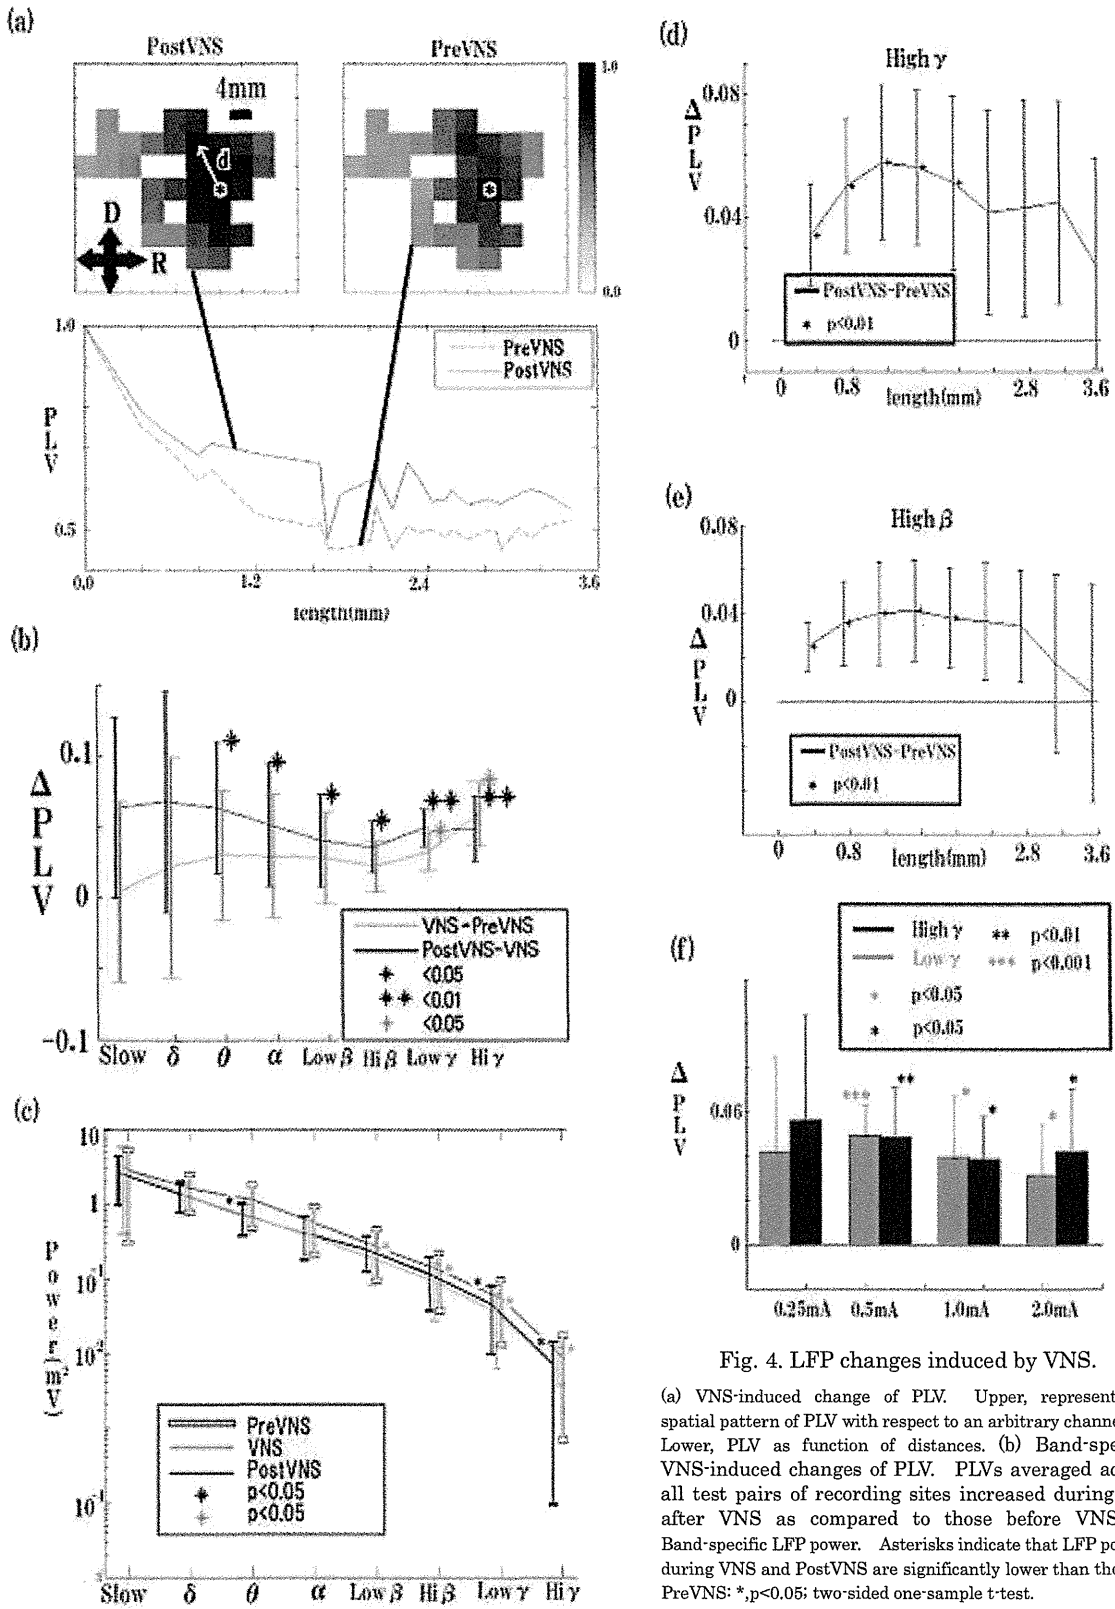 (a)
PostVNS
PreVNS
4mm
d
*
*
D
R
1.0
0.0
1.0
PLV
0.5
PreVNS
PostVNS
0.0
1.2
2.4
3.6
length(mm)
(b)
0.1
ΔPLV
0
-0.1
VNS-PreVNS
PostVNS-VNS
* <0.05
** <0.01
* <0.05
Slow δ θ α Low β Hi β Low γ Hi γ
(c)
10
1
Power(mV²)
PreVNS
VNS
PostVNS
* p<0.05
* p<0.05
Slow δ θ α Low β Hi β Low γ Hi γ
(d)
High γ
0.08
ΔPLV
0.04
0
PostVNS-PreVNS
* p<0.01
0 0.8 length(mm) 2.8 3.6
(e)
High β
0.08
ΔPLV
0.04
0
PostVNS-PreVNS
* p<0.01
0 0.8 length(mm) 2.8 3.6
(f)
High γ ** p<0.01
Low γ *** p<0.001
* p<0.05
* p<0.05
ΔPLV
0.06
0
*** ** * * * *
0.25mA 0.5mA 1.0mA 2.0mA
Fig. 4. LFP changes induced by VNS.
(a) VNS-induced change of PLV. Upper, represent
spatial pattern of PLV with respect to an arbitrary channe
Lower, PLV as function of distances. (b) Band-spe
VNS-induced changes of PLV. PLVs averaged ac
all test pairs of recording sites increased during
after VNS as compared to those before VNS
Band-specific LFP power. Asterisks indicate that LFP po
during VNS and PostVNS are significantly lower than the
PreVNS: *,p<0.05; two-sided one-sample t-test.